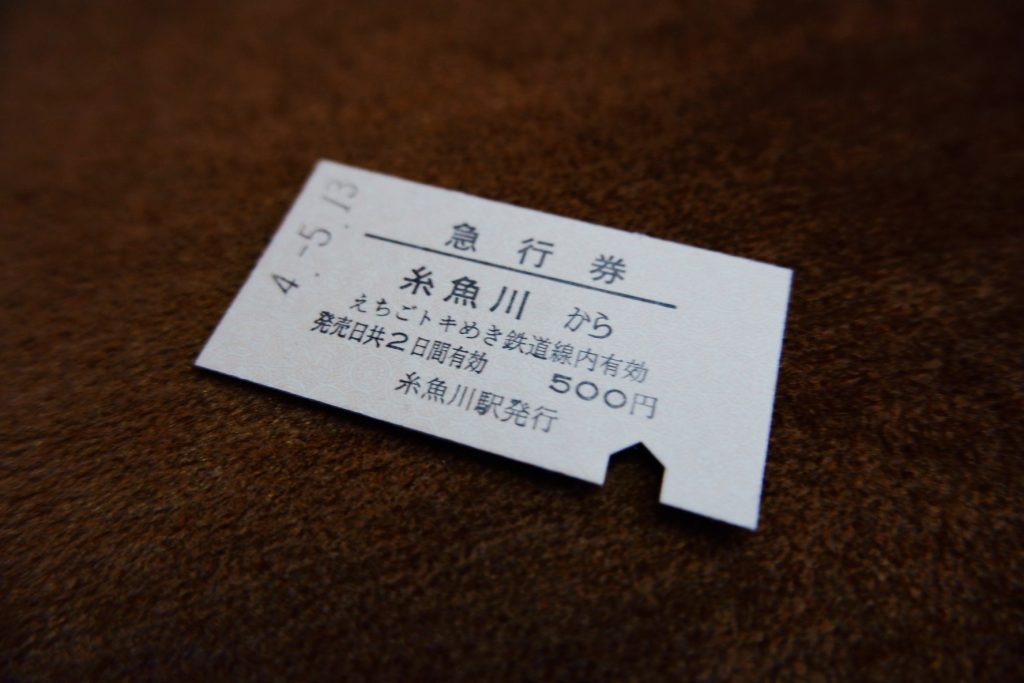 4.-5.13
急行券
糸魚川 から
えちごトキめき鉄道線内有効
発売日共2日間有効 500円
糸魚川駅発行